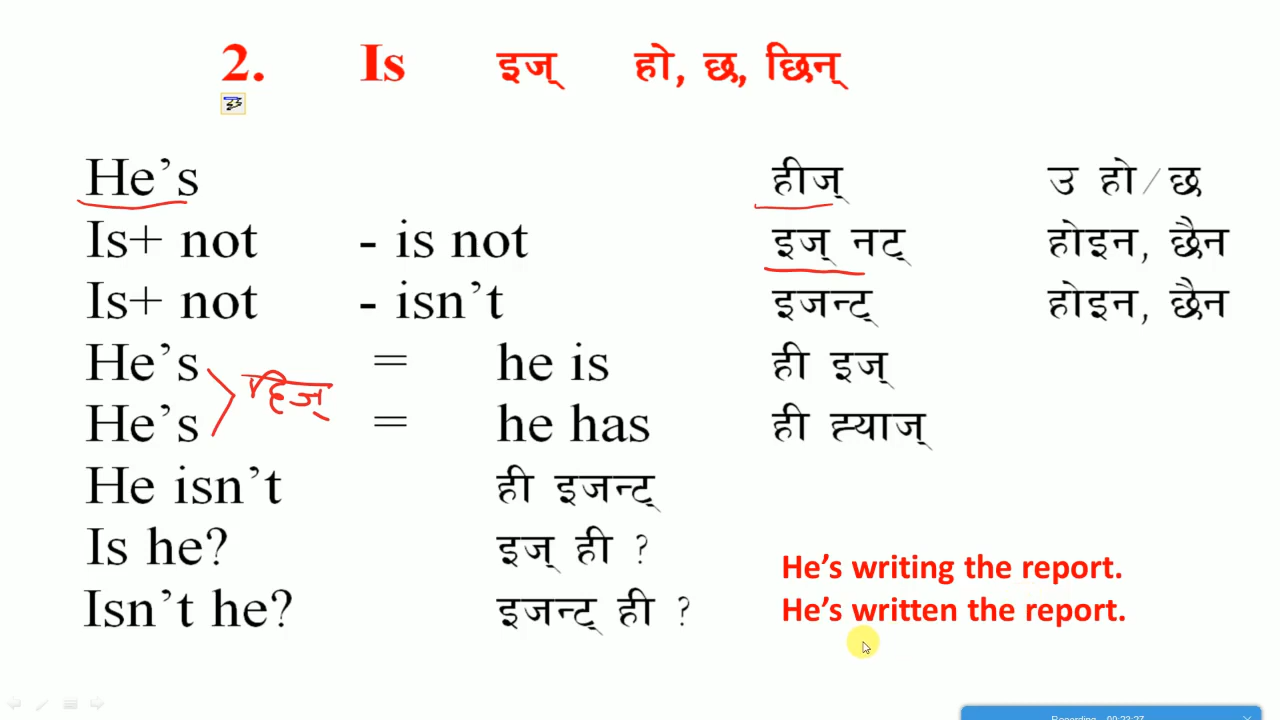 2. Is इज् हो, छ, छिन्
He’s हीज् उ हो/छ
Is+ not - is not इज् नट् होइन, छैन
Is+ not - isn’t इजन्ट् होइन, छैन
He’s = he is ही इज्
हिज्
He’s = he has ही ह्याज्
He isn’t ही इजन्ट्
Is he? इज् ही ?
He’s writing the report.
Isn’t he? इजन्ट् ही ?
He’s written the report.